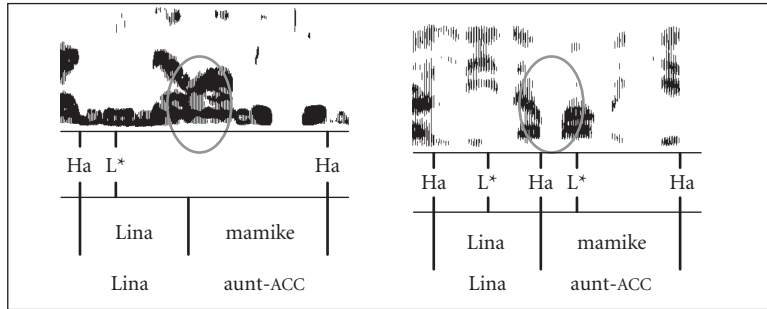 Ha L* Ha
Lina mamike
Lina aunt-ACC
Ha L* Ha L* Ha
Lina mamike
Lina aunt-ACC